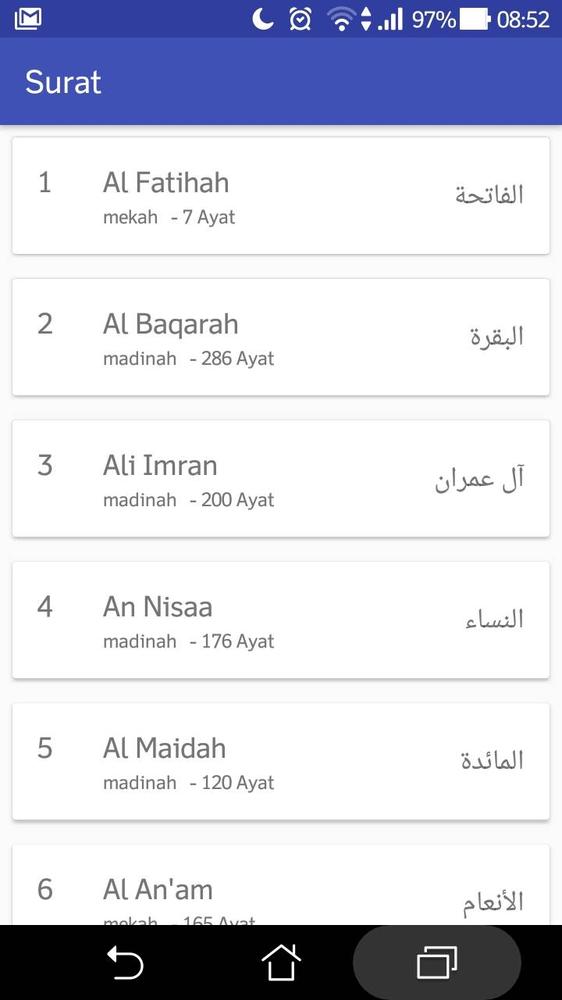 97% 08:52
Surat
1 Al Fatihah الفاتحة
mekah - 7 Ayat
2 Al Baqarah البقرة
madinah - 286 Ayat
3 Ali Imran آل عمران
madinah - 200 Ayat
4 An Nisaa النساء
madinah - 176 Ayat
5 Al Maidah المائدة
madinah - 120 Ayat
6 Al An'am الأنعام
mekah - 165 Ayat